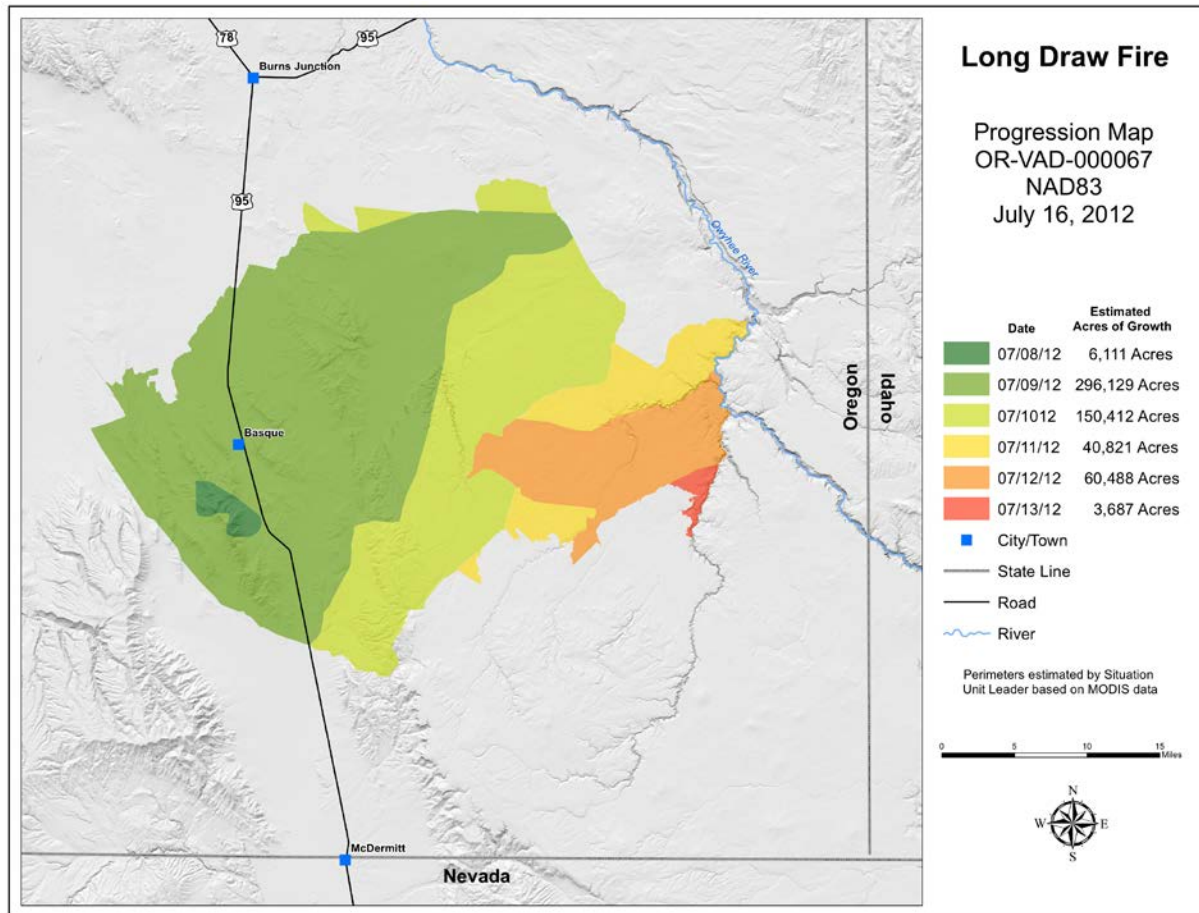 78
95
Burns Junction
95
Owyhee River
Basque
Oregon
Idaho
McDermitt
Nevada
Long Draw Fire
Progression Map
OR-VAD-000067
NAD83
July 16, 2012
Date
Estimated
Acres of Growth
07/08/12 6,111 Acres
07/09/12 296,129 Acres
07/1012 150,412 Acres
07/11/12 40,821 Acres
07/12/12 60,488 Acres
07/13/12 3,687 Acres
City/Town
State Line
Road
River
Perimeters estimated by Situation
Unit Leader based on MODIS data
0 5 10 15
Miles
N
W E
S